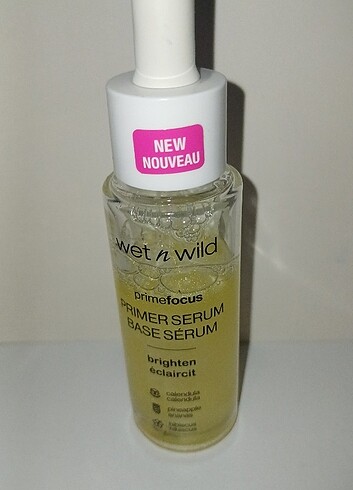 NEW
NOUVEAU
wet n wild
primefocus
PRIMER SERUM
BASE SÉRUM
brighten
éclaircit
calendula
calendula
pineapple
ananas
hibiscus
hibiscus